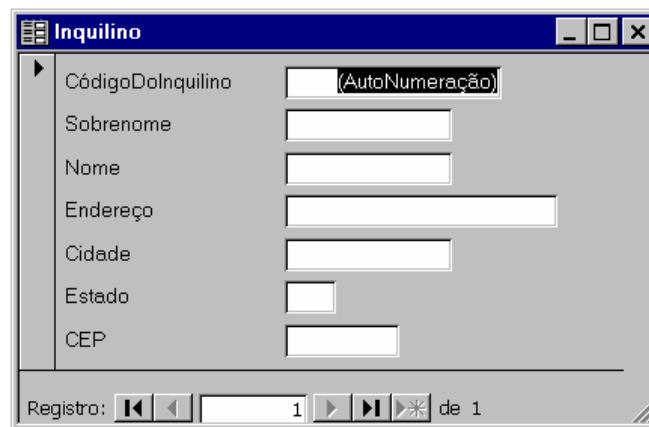 Inquilino
CódigoDoInquilino (AutoNumeração)
Sobrenome
Nome
Endereço
Cidade
Estado
CEP
Registro: 1 de 1